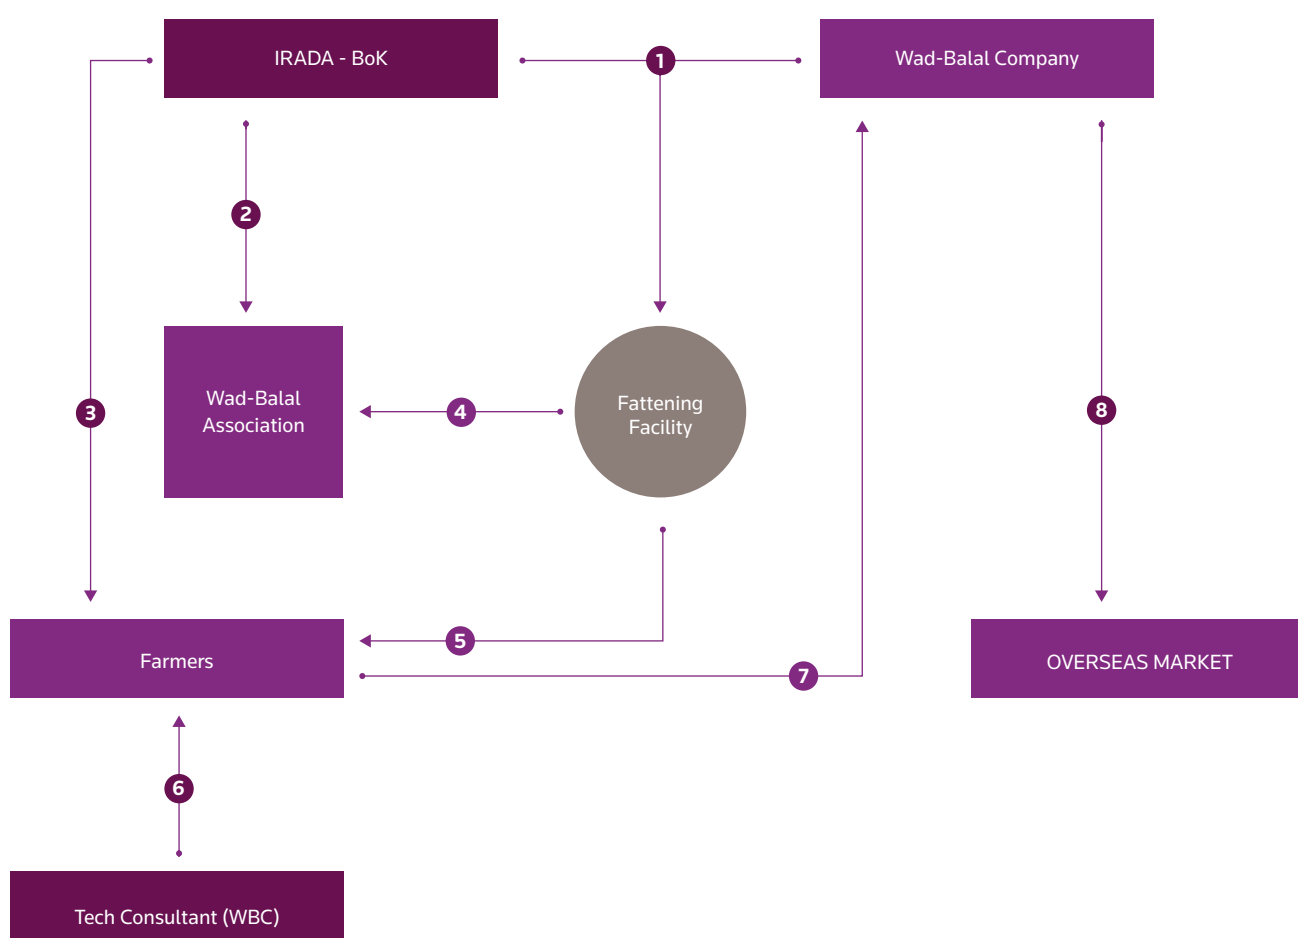 IRADA - BoK
1
Wad-Balal Company
2
Wad-Balal
Association
3
4
Fattening
Facility
8
5
Farmers
7
OVERSEAS MARKET
6
Tech Consultant (WBC)